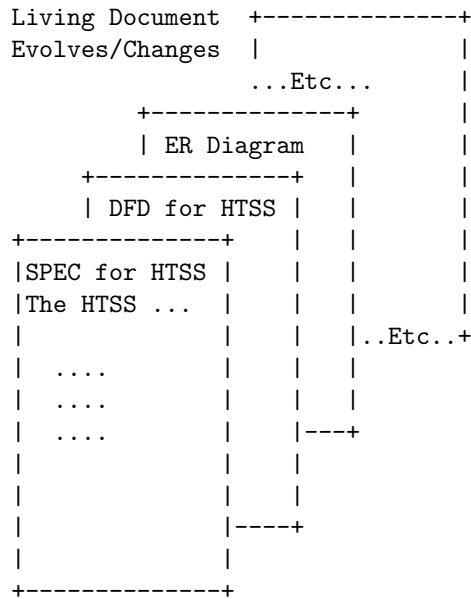 Living Document
Evolves/Changes
...Etc...
ER Diagram
DFD for HTSS
SPEC for HTSS
The HTSS ...
..Etc..
....
....
....